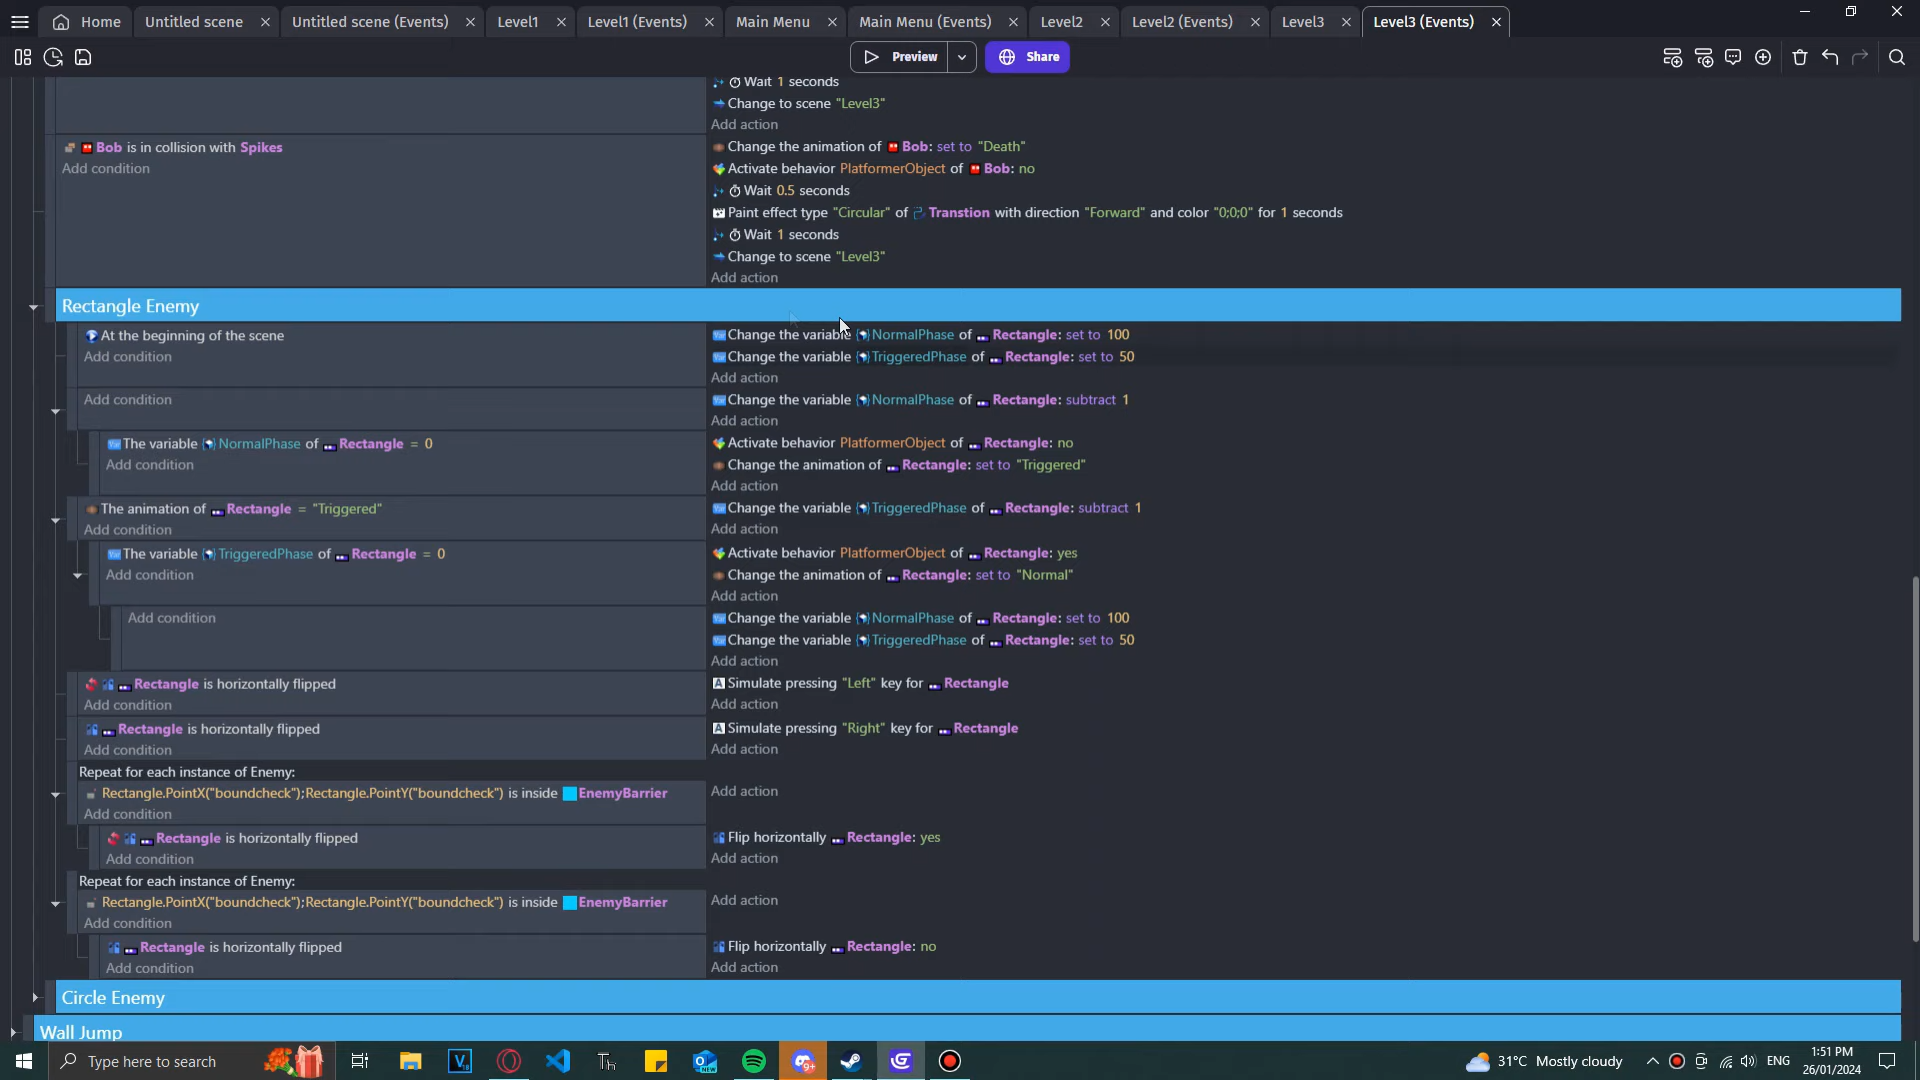 Home
Untitled scene
Untitled scene (Events)
Level1
Level1 (Events)
Main Menu
Main Menu (Events)
Level2
Level2 (Events)
Level3
Level3 (Events)
Preview
Share
Wait 1 seconds
Change to scene "Level3"
Add action
Bob is in collision with Spikes
Add condition
Change the animation of Bob: set to "Death"
Activate behavior PlatformerObject of Bob: no
Wait 0.5 seconds
Paint effect type "Circular" of Transtion with direction "Forward" and color "0;0;0" for 1 seconds
Wait 1 seconds
Change to scene "Level3"
Add action
Rectangle Enemy
At the beginning of the scene
Add condition
Change the variable NormalPhase of Rectangle: set to 100
Change the variable TriggeredPhase of Rectangle: set to 50
Add action
Add condition
Change the variable NormalPhase of Rectangle: subtract 1
Add action
The variable NormalPhase of Rectangle = 0
Add condition
Activate behavior PlatformerObject of Rectangle: no
Change the animation of Rectangle: set to "Triggered"
Add action
The animation of Rectangle = "Triggered"
Add condition
Change the variable TriggeredPhase of Rectangle: subtract 1
Add action
The variable TriggeredPhase of Rectangle = 0
Add condition
Activate behavior PlatformerObject of Rectangle: yes
Change the animation of Rectangle: set to "Normal"
Add action
Add condition
Change the variable NormalPhase of Rectangle: set to 100
Change the variable TriggeredPhase of Rectangle: set to 50
Add action
Rectangle is horizontally flipped
Add condition
Simulate pressing "Left" key for Rectangle
Add action
Rectangle is horizontally flipped
Add condition
Simulate pressing "Right" key for Rectangle
Add action
Repeat for each instance of Enemy:
Rectangle.PointX("boundcheck");Rectangle.PointY("boundcheck") is inside EnemyBarrier
Add condition
Add action
Rectangle is horizontally flipped
Add condition
Flip horizontally Rectangle: yes
Add action
Repeat for each instance of Enemy:
Rectangle.PointX("boundcheck");Rectangle.PointY("boundcheck") is inside EnemyBarrier
Add condition
Add action
Rectangle is horizontally flipped
Add condition
Flip horizontally Rectangle: no
Add action
Circle Enemy
Wall Jump
Type here to search
31°C Mostly cloudy
ENG
1:51 PM
26/01/2024